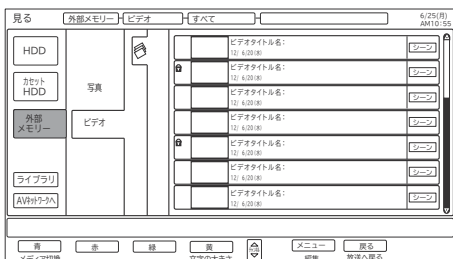 見る
外部メモリー
ビデオ
すべて
6/25(月)
AM10:55
HDD
カセット
HDD
外部
メモリー
ライブラリ
AVネットワークへ
写真
ビデオ
ビデオタイトル名:
12/ 6/20(水)
シーン
ビデオタイトル名:
12/ 6/20(水)
シーン
ビデオタイトル名:
12/ 6/20(水)
シーン
ビデオタイトル名:
12/ 6/20(水)
シーン
ビデオタイトル名:
12/ 6/20(水)
シーン
ビデオタイトル名:
12/ 6/20(水)
シーン
ビデオタイトル名:
12/ 6/20(水)
シーン
青
赤
緑
黄
メニュー
戻る
メディア切換
文字の大きさ
編集
放送へ戻る